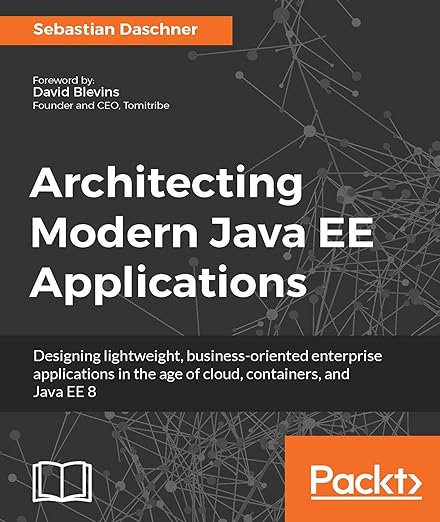 Sebastian Daschner
Foreword by:
David Blevins
Founder and CEO, Tomitribe
Architecting
Modern Java EE
Applications
Designing lightweight, business-oriented enterprise
applications in the age of cloud, containers, and
Java EE 8
Packt>